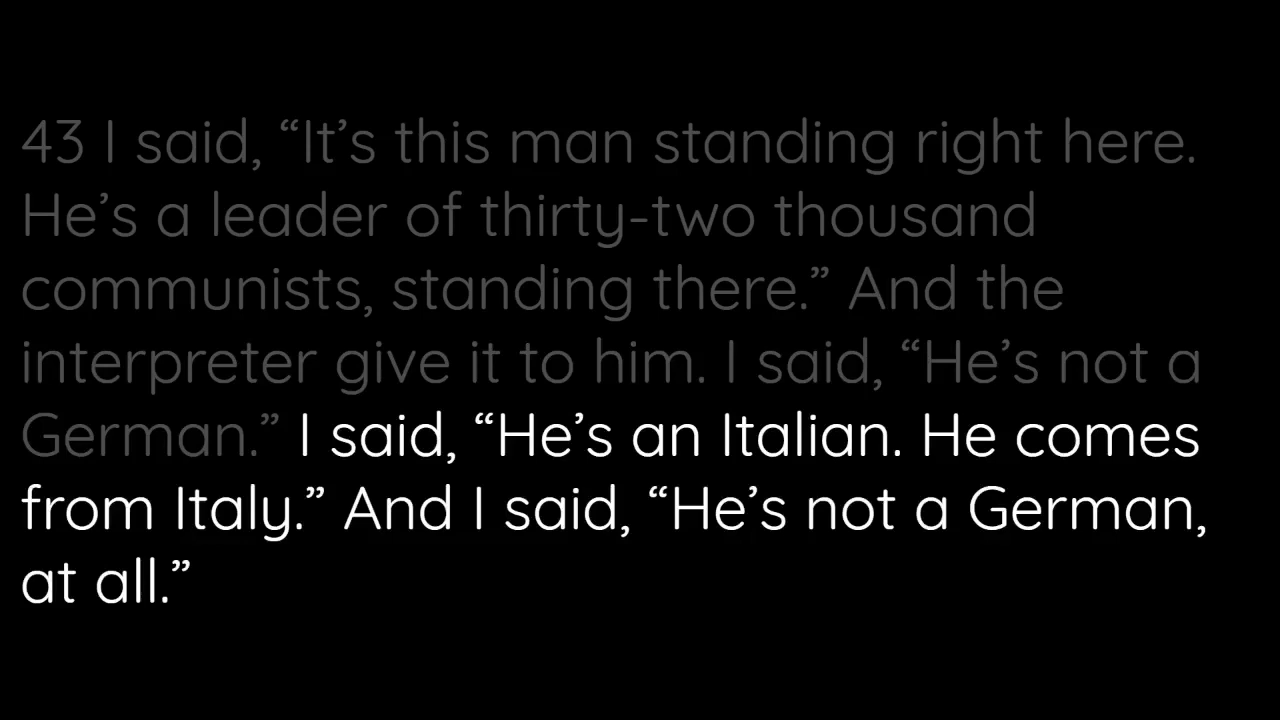 43 I said, “It’s this man standing right here.
He’s a leader of thirty-two thousand
communists, standing there.” And the
interpreter give it to him. I said, “He’s not a
German.” I said, “He’s an Italian. He comes
from Italy.” And I said, “He’s not a German,
at all.”